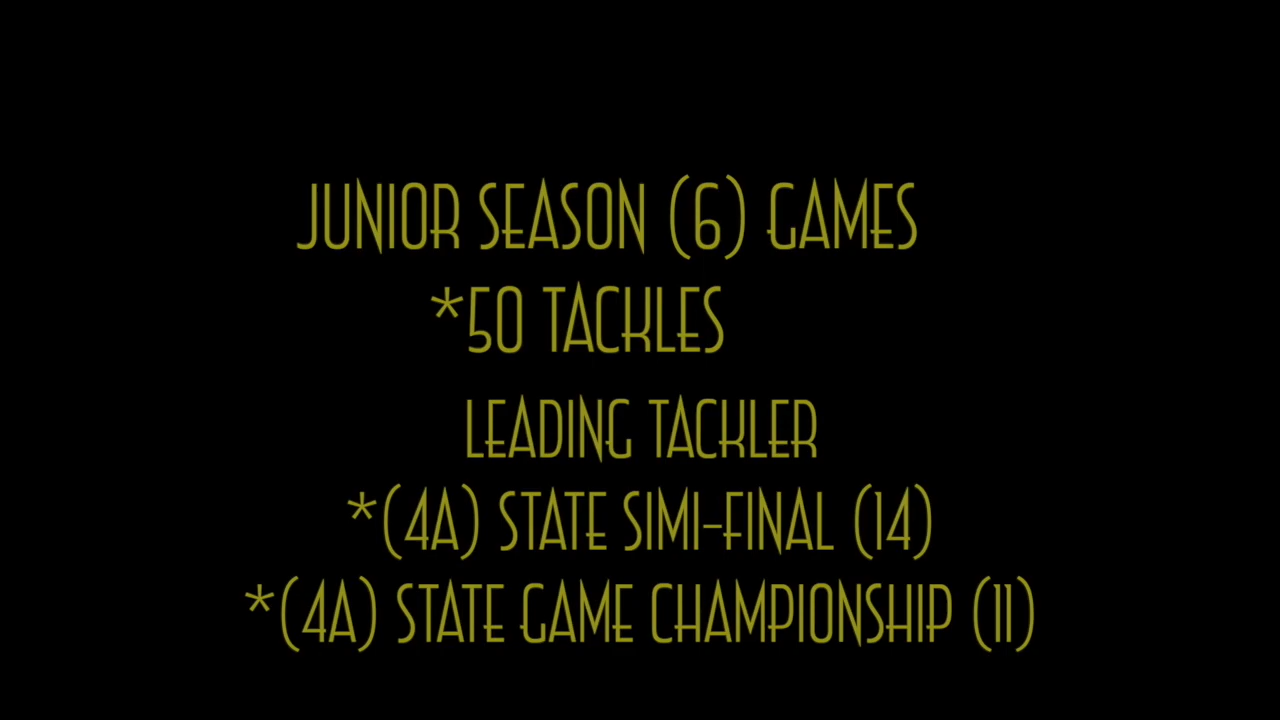 JUNIOR SEASON (6) GAMES
*50 TACKLES
LEADING TACKLER
*(4A) STATE SIMI-FINAL (14)
*(4A) STATE GAME CHAMPIONSHIP (11)